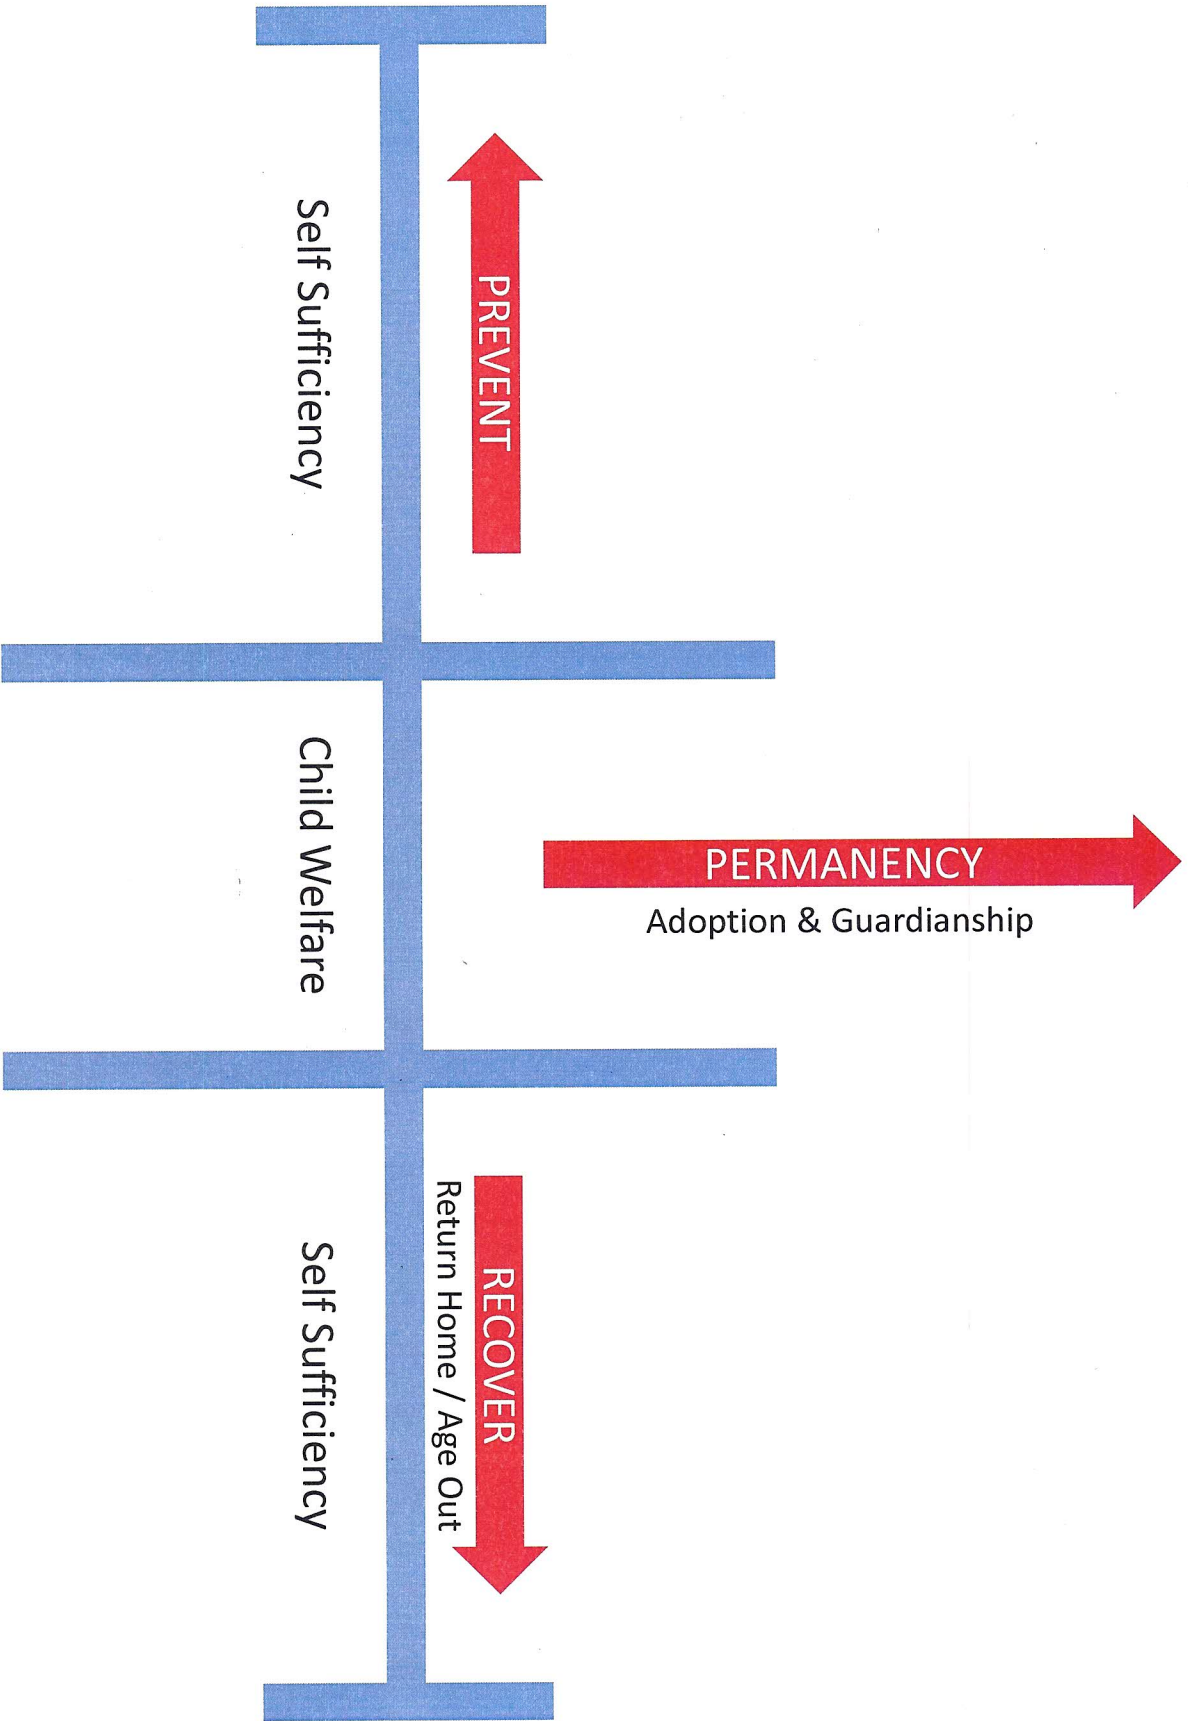 PREVENT
Self Sufficiency
PERMANENCY
Adoption & Guardianship
Child Welfare
RECOVER
Return Home / Age Out
Self Sufficiency